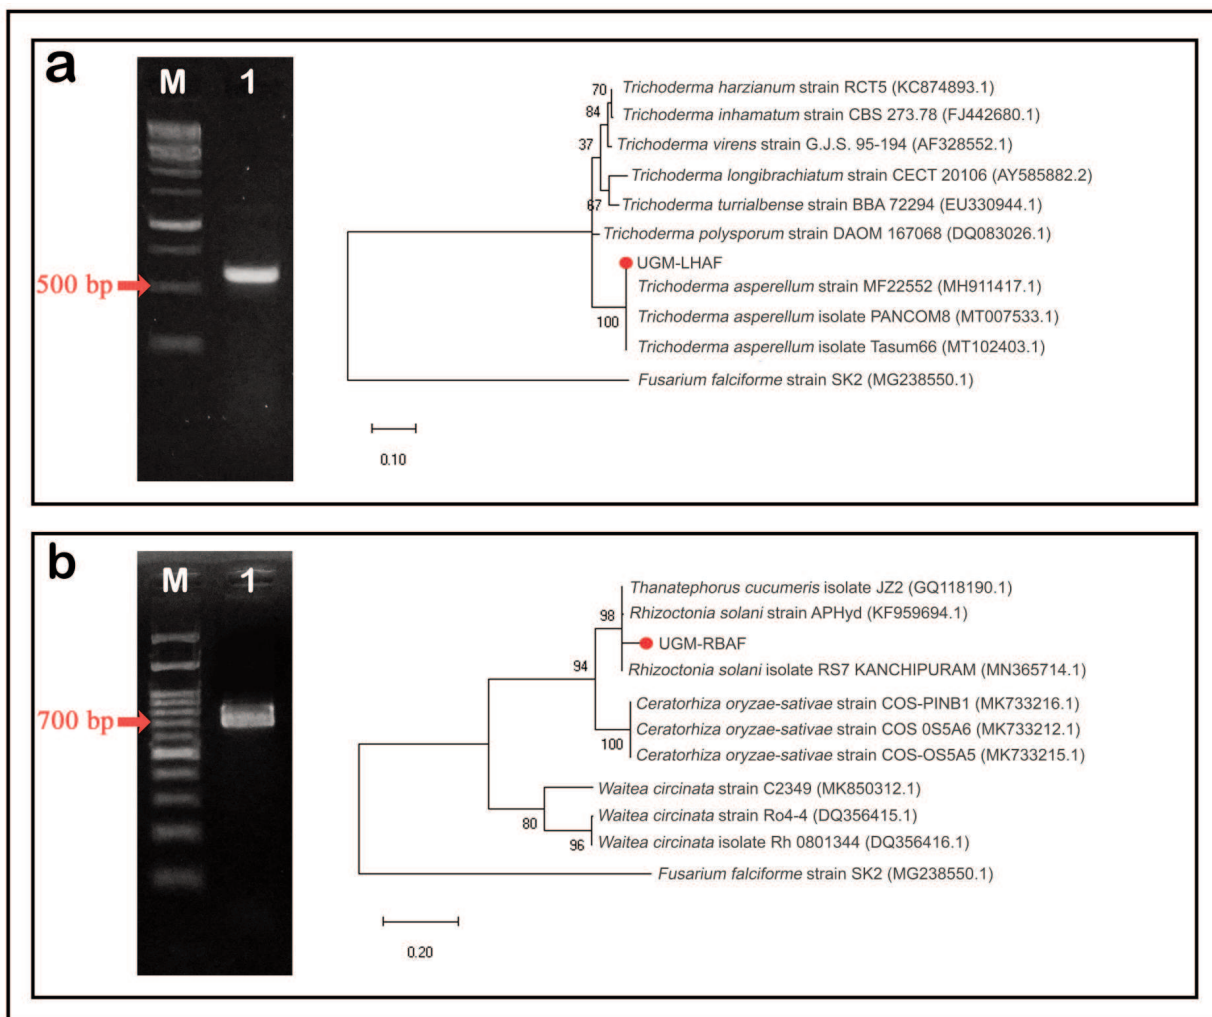 a
M 1
500 bp
70
84
37
67
100
Trichoderma harzianum strain RCT5 (KC874893.1)
Trichoderma inhamatum strain CBS 273.78 (FJ442680.1)
Trichoderma virens strain G.J.S. 95-194 (AF328552.1)
Trichoderma longibrachiatum strain CECT 20106 (AY585882.2)
Trichoderma turrialbense strain BBA 72294 (EU330944.1)
Trichoderma polysporum strain DAOM 167068 (DQ083026.1)
UGM-LHAF
Trichoderma asperellum strain MF22552 (MH911417.1)
Trichoderma asperellum isolate PANCOM8 (MT007533.1)
Trichoderma asperellum isolate Tasum66 (MT102403.1)
Fusarium falciforme strain SK2 (MG238550.1)
0.10
b
M 1
700 bp
98
94
100
80
96
Thanatephorus cucumeris isolate JZ2 (GQ118190.1)
Rhizoctonia solani strain APHyd (KF959694.1)
UGM-RBAF
Rhizoctonia solani isolate RS7 KANCHIPURAM (MN365714.1)
Ceratorhiza oryzae-sativae strain COS-PINB1 (MK733216.1)
Ceratorhiza oryzae-sativae strain COS 0S5A6 (MK733212.1)
Ceratorhiza oryzae-sativae strain COS-OS5A5 (MK733215.1)
Waitea circinata strain C2349 (MK850312.1)
Waitea circinata strain Ro4-4 (DQ356415.1)
Waitea circinata isolate Rh 0801344 (DQ356416.1)
Fusarium falciforme strain SK2 (MG238550.1)
0.20